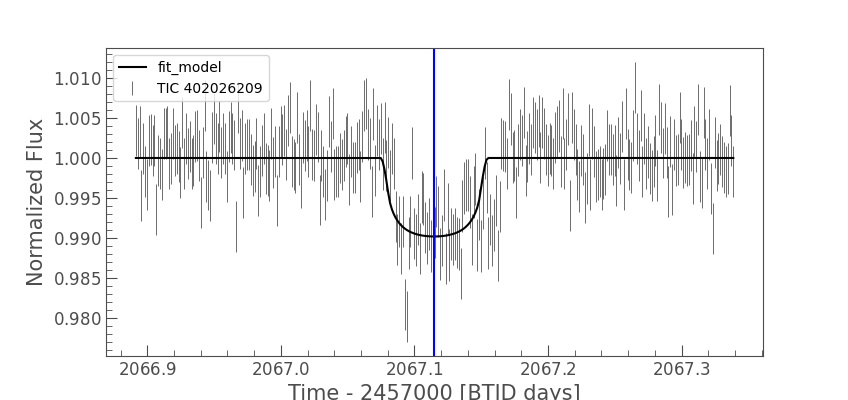 fit_model
TIC 402026209
Normalized Flux
1.010
1.005
1.000
0.995
0.990
0.985
0.980
2066.9 2067.0 2067.1 2067.2 2067.3
Time - 2457000 [BTJD days]